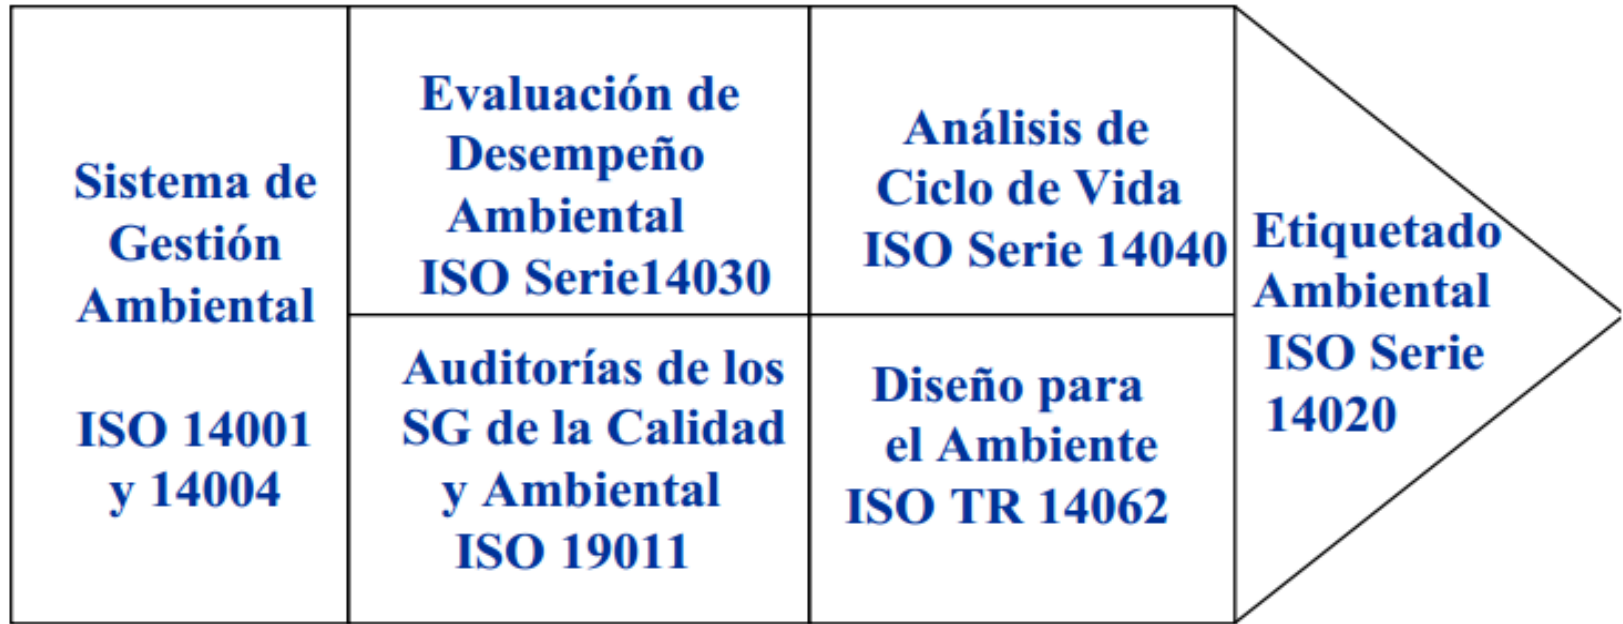 Sistema de
Gestión
Ambiental
ISO 14001
y 14004
Evaluación de
Desempeño
Ambiental
ISO Serie14030
Auditorías de los
SG de la Calidad
y Ambiental
ISO 19011
Análisis de
Ciclo de Vida
ISO Serie 14040
Diseño para
el Ambiente
ISO TR 14062
Etiquetado
Ambiental
ISO Serie
14020